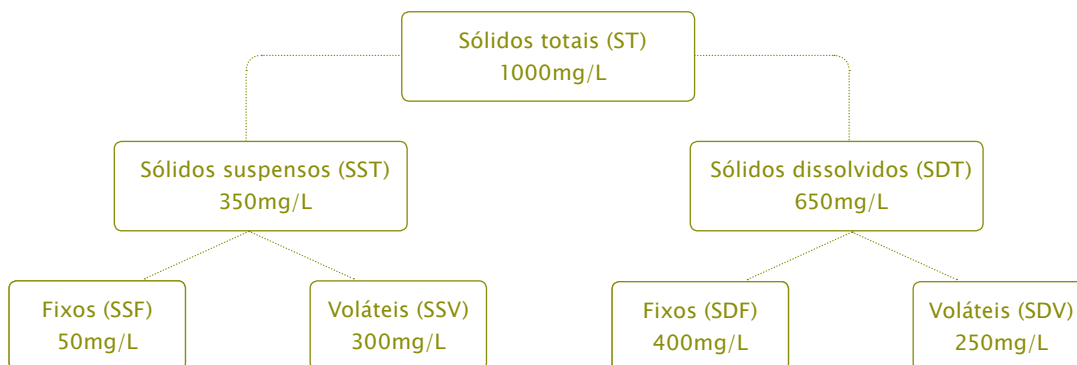 Sólidos totais (ST)
1000mg/L
Sólidos suspensos (SST)
350mg/L
Sólidos dissolvidos (SDT)
650mg/L
Fixos (SSF)
50mg/L
Voláteis (SSV)
300mg/L
Fixos (SDF)
400mg/L
Voláteis (SDV)
250mg/L